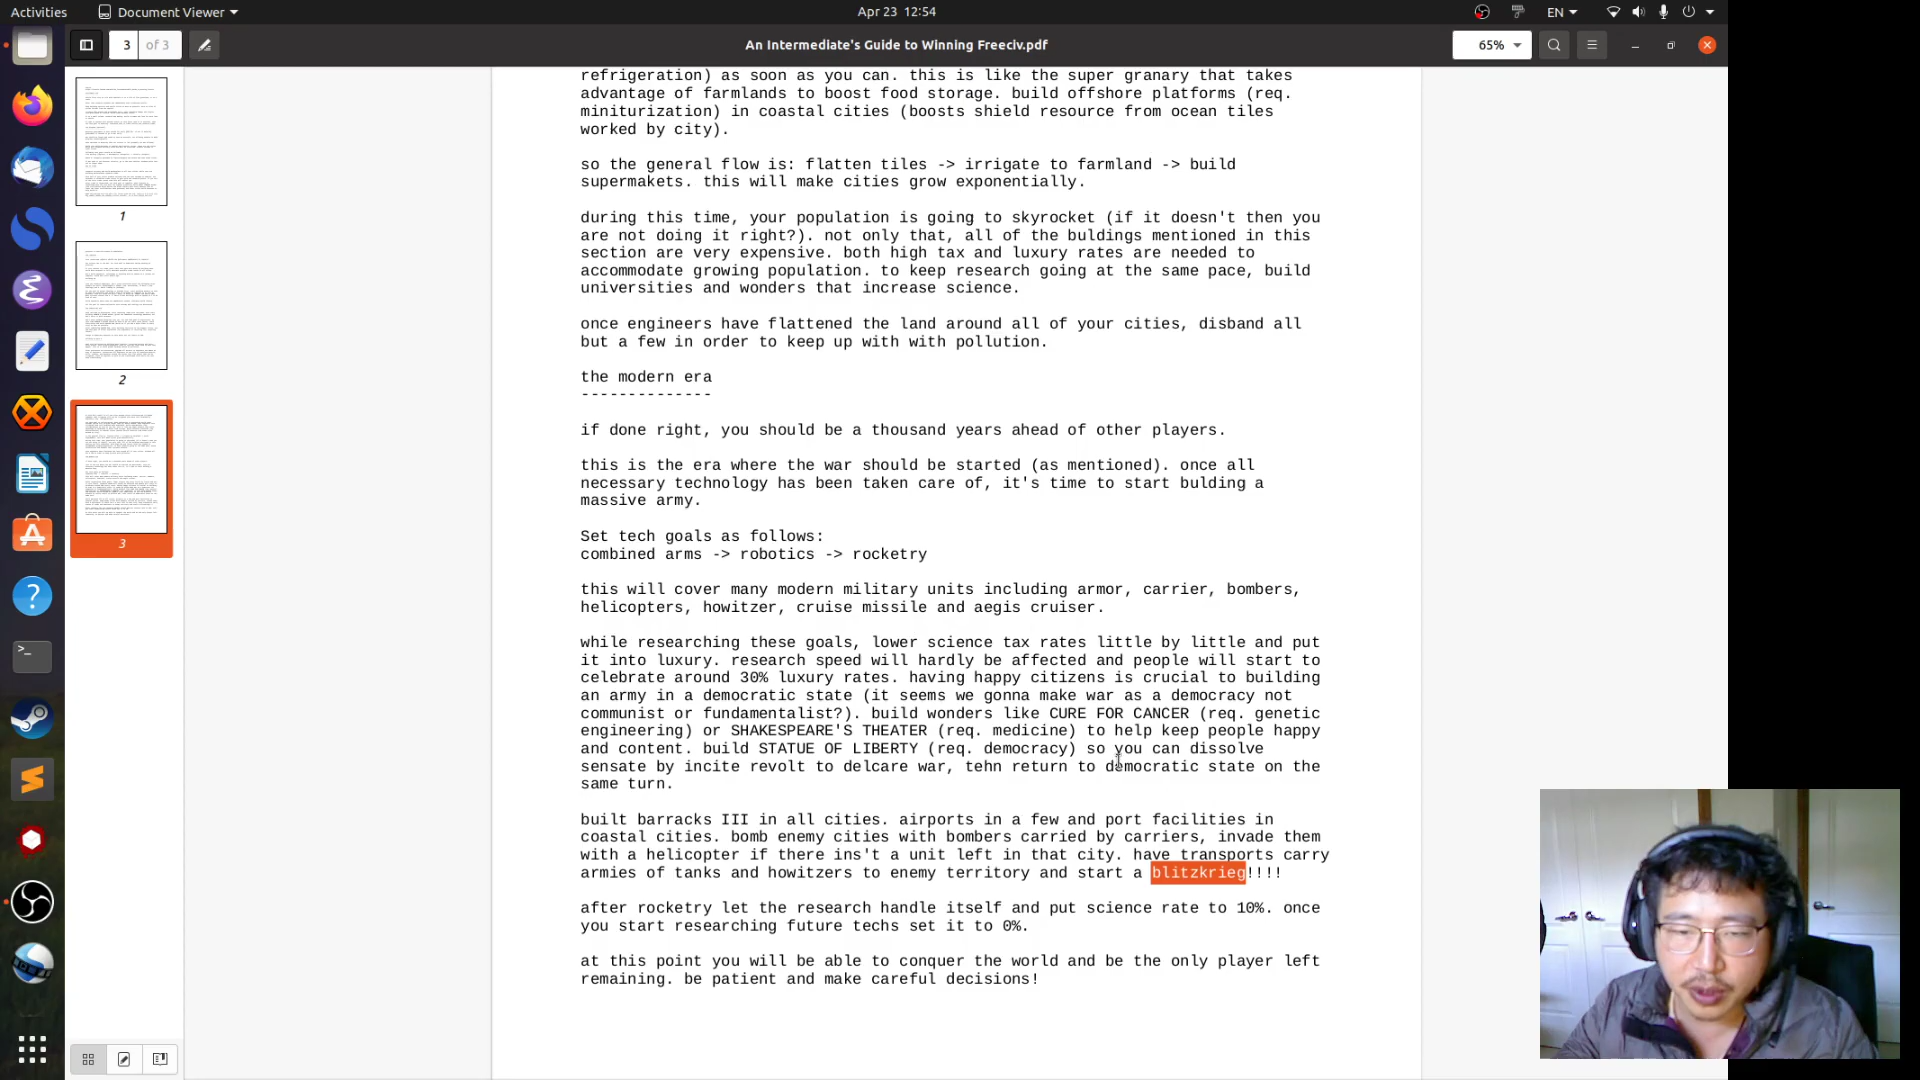 Activities
Document Viewer
Apr 23 12:54
EN
3
of 3
An Intermediate's Guide to Winning Freeciv.pdf
65%
1
2
3
refrigeration) as soon as you can. this is like the super granary that takes
advantage of farmlands to boost food storage. build offshore platforms (req.
miniturization) in coastal cities (boosts shield resource from ocean tiles
worked by city).
so the general flow is: flatten tiles -> irrigate to farmland -> build
supermakets. this will make cities grow exponentially.
during this time, your population is going to skyrocket (if it doesn't then you
are not doing it right?). not only that, all of the buldings mentioned in this
section are very expensive. both high tax and luxury rates are needed to
accommodate growing population. to keep research going at the same pace, build
universities and wonders that increase science.
once engineers have flattened the land around all of your cities, disband all
but a few in order to keep up with with pollution.
the modern era
--------------
if done right, you should be a thousand years ahead of other players.
this is the era where the war should be started (as mentioned). once all
necessary technology has been taken care of, it's time to start bulding a
massive army.
Set tech goals as follows:
combined arms -> robotics -> rocketry
this will cover many modern military units including armor, carrier, bombers,
helicopters, howitzer, cruise missile and aegis cruiser.
while researching these goals, lower science tax rates little by little and put
it into luxury. research speed will hardly be affected and people will start to
celebrate around 30% luxury rates. having happy citizens is crucial to building
an army in a democratic state (it seems we gonna make war as a democracy not
communist or fundamentalist?). build wonders like CURE FOR CANCER (req. genetic
engineering) or SHAKESPEARE'S THEATER (req. medicine) to help keep people happy
and content. build STATUE OF LIBERTY (req. democracy) so you can dissolve
sensate by incite revolt to delcare war, tehn return to democratic state on the
same turn.
built barracks III in all cities. airports in a few and port facilities in
coastal cities. bomb enemy cities with bombers carried by carriers, invade them
with a helicopter if there ins't a unit left in that city. have transports carry
armies of tanks and howitzers to enemy territory and start a blitzkrieg!!!!
after rocketry let the research handle itself and put science rate to 10%. once
you start researching future techs set it to 0%.
at this point you will be able to conquer the world and be the only player left
remaining. be patient and make careful decisions!